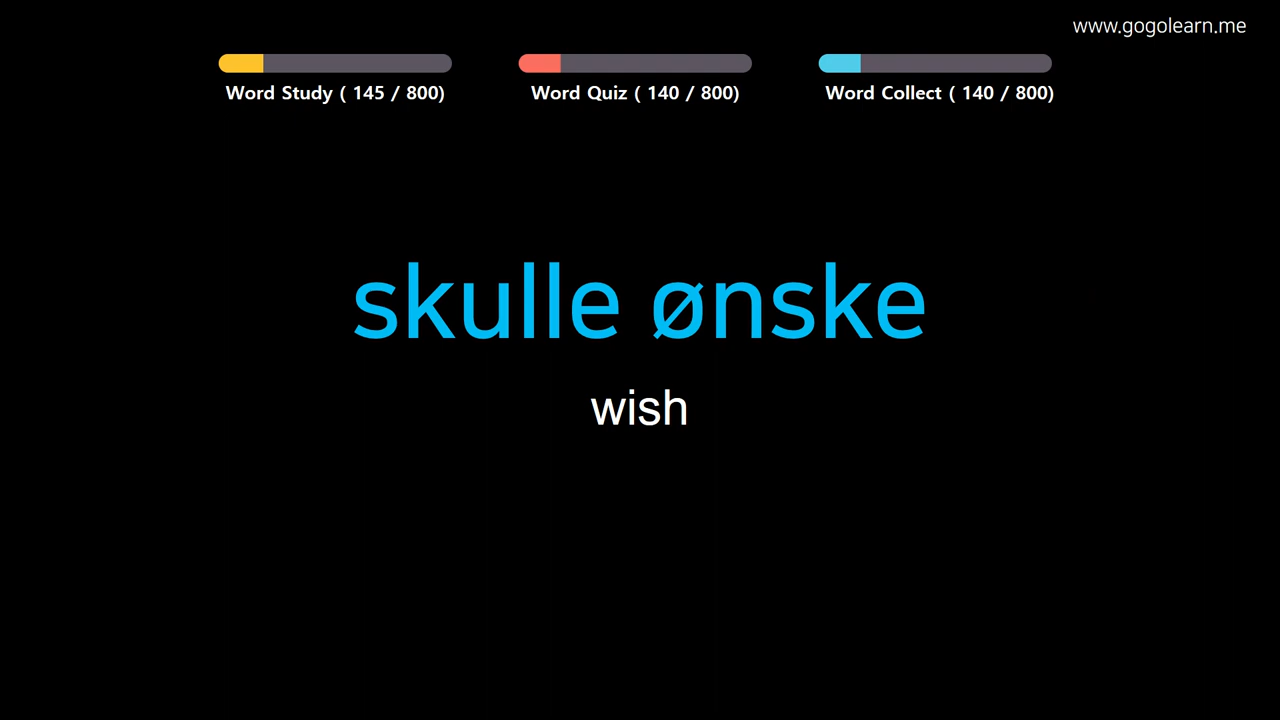 www.gogolearn.me
Word Study ( 145 / 800)
Word Quiz ( 140 / 800)
Word Collect ( 140 / 800)
skulle ønske
wish